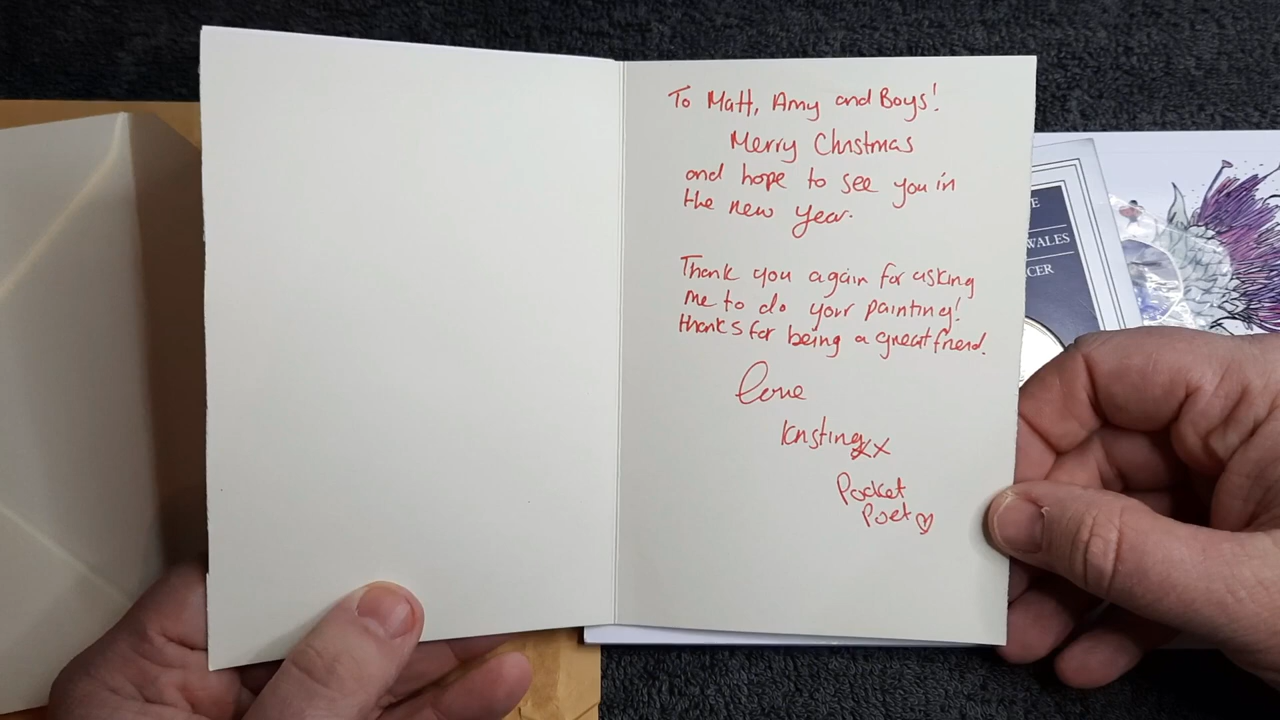 To Matt, Amy and Boys!
Merry Christmas
and hope to see you in
the new year.
Thank you again for asking
me to do your painting!
thanks for being a great friend.
love
Kristina xx
Pocket
Poet ♡
WALES